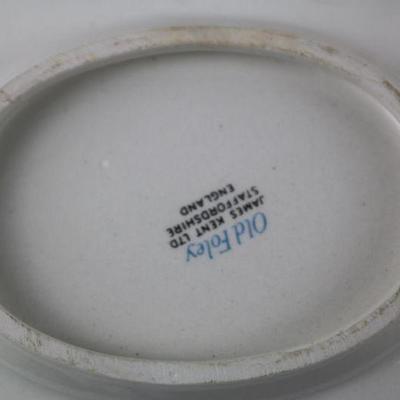 Old Foley
JAMES KENT LTD
STAFFORDSHIRE
ENGLAND